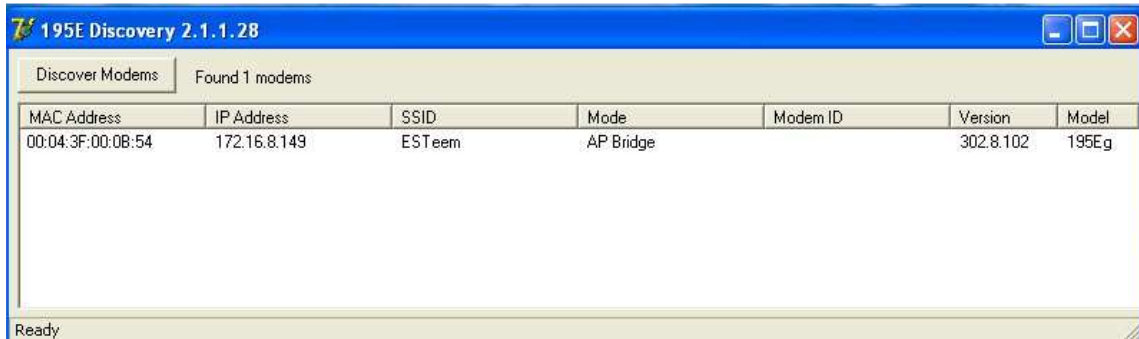 195E Discovery 2.1.1.28
Discover Modems Found 1 modems
MAC Address IP Address SSID Mode Modem ID Version Model
00:04:3F:00:0B:54 172.16.8.149 ESTeem AP Bridge 302.8.102 195Eg
Ready